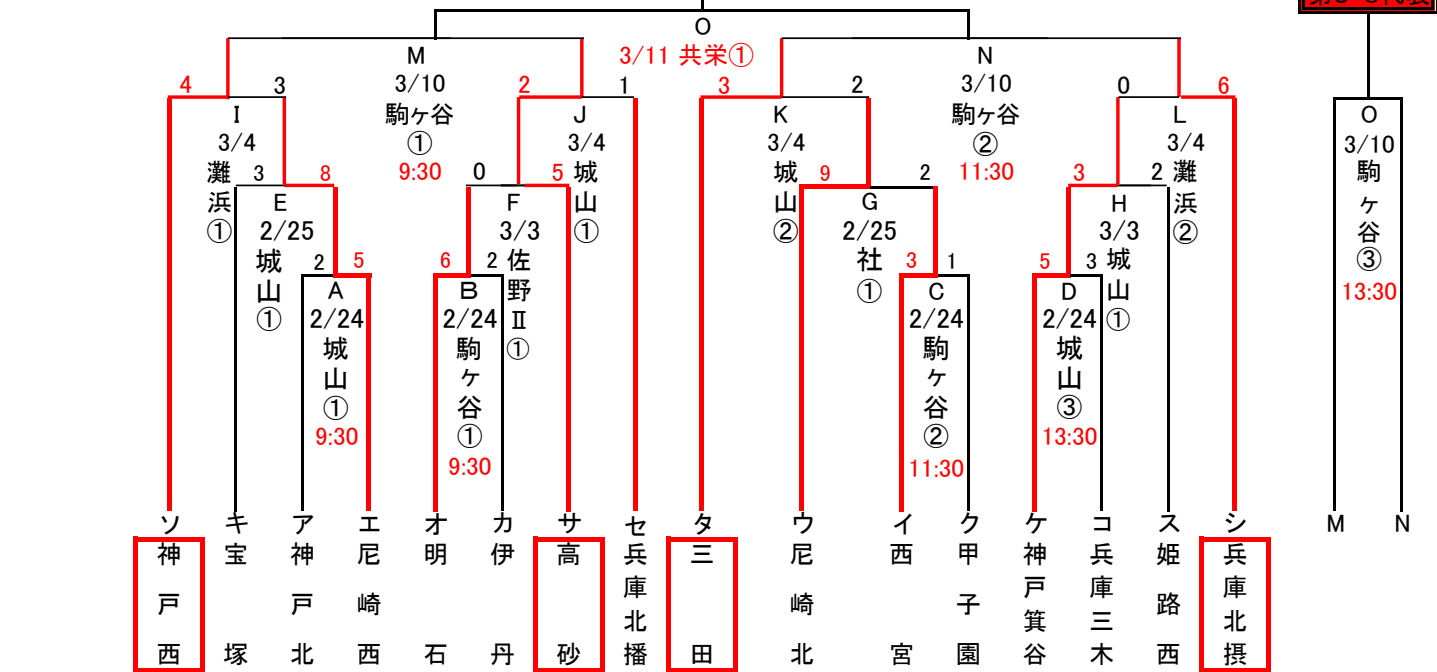 O
3/11 共栄①
M
3/10
駒ヶ谷
①
9:30
N
3/10
駒ヶ谷
②
11:30
4 3
I
3/4
灘浜①
2 1
J
3/4
城山①
3 2
K
3/4
城山②
0 6
L
3/4
灘浜②
O
3/10
駒ヶ谷③
13:30
3 8
E
2/25
城山①
0 5
F
3/3
佐野Ⅱ①
9 2
G
2/25
社①
3 2
H
3/3
城山①
2 5
A
2/24
城山①
9:30
6 2
B
2/24
駒ヶ谷①
9:30
3 1
C
2/24
駒ヶ谷②
11:30
5 3
D
2/24
城山③
13:30
ソ 神戸西
キ 宝塚
ア 神戸北
エ 尼崎西
オ 明石
カ 伊丹
サ 高砂
セ 兵庫北播
タ 三田
ウ 尼崎北
イ 西宮
ク 甲子園
ケ 神戸箕谷
コ 兵庫三木
ス 姫路西
シ 兵庫北摂
M N